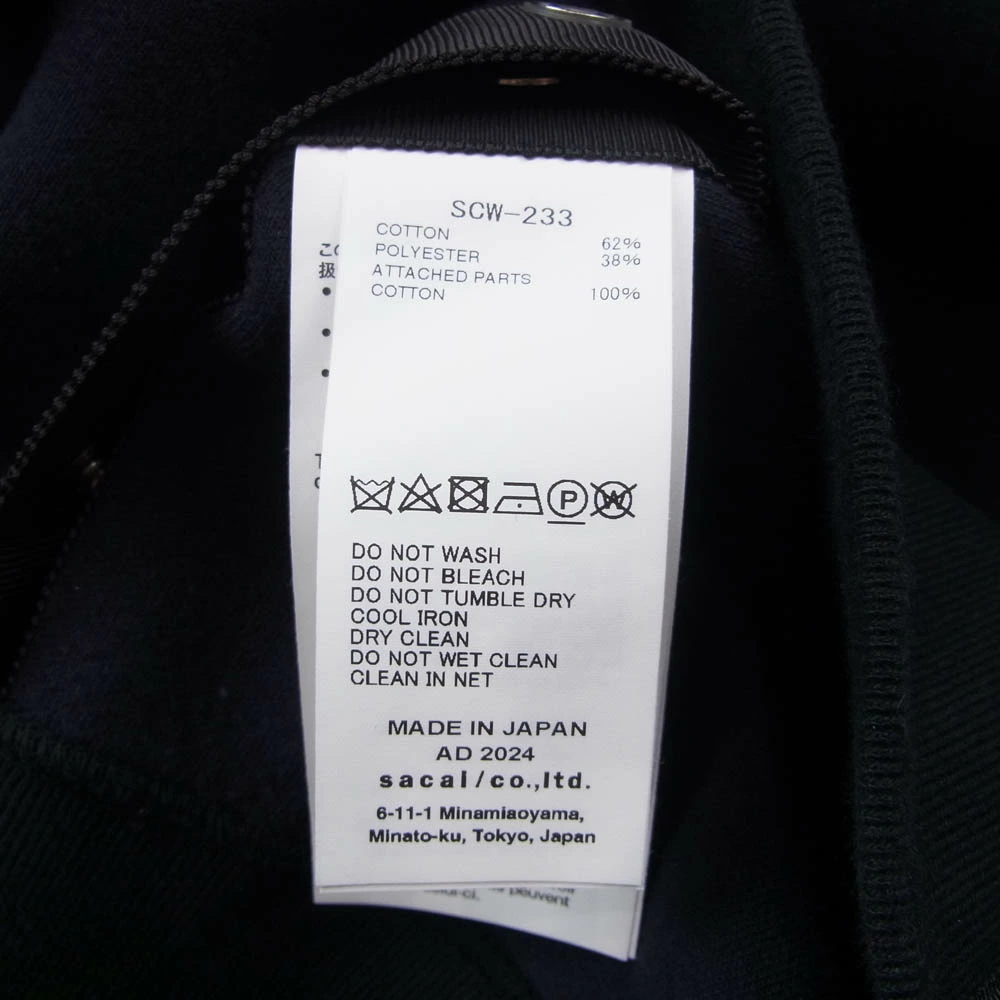 SCW-233
COTTON 62%
POLYESTER 38%
ATTACHED PARTS
COTTON 100%
P
W
DO NOT WASH
DO NOT BLEACH
DO NOT TUMBLE DRY
COOL IRON
DRY CLEAN
DO NOT WET CLEAN
CLEAN IN NET
MADE IN JAPAN
AD 2024
sacaI/co.,ltd.
6-11-1 Minamiaoyama,
Minato-ku, Tokyo, Japan
こ
扱
peuvent